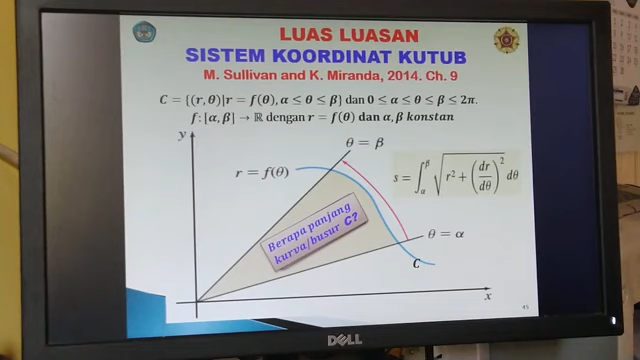 LUAS LUASAN
SISTEM KOORDINAT KUTUB
M. Sullivan and K. Miranda, 2014. Ch. 9
C = {(r, θ)|r = f(θ), α ≤ θ ≤ β} dan 0 ≤ α ≤ θ ≤ β ≤ 2π.
f: [α, β] → ℝ dengan r = f(θ) dan α, β konstan
y
θ = β
r = f(θ)
s = ∫_α^β √(r² + (dr/dθ)²) dθ
Berapa panjang
kurva/busur C?
θ = α
C
x
45
DELL